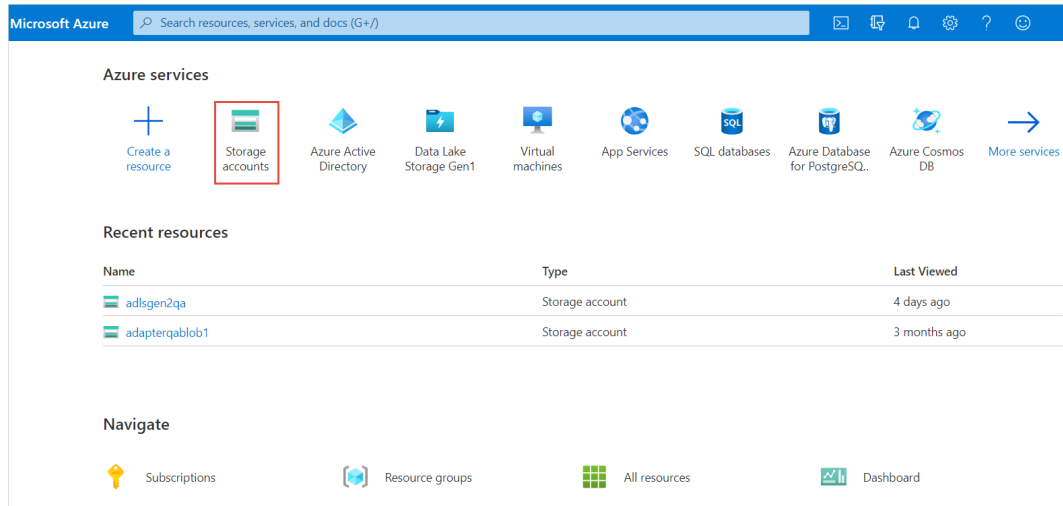 Microsoft Azure
Search resources, services, and docs (G+/)
Azure services
Create a resource
Storage accounts
Azure Active Directory
Data Lake Storage Gen1
Virtual machines
App Services
SQL databases
Azure Database for PostgreSQ...
Azure Cosmos DB
More services
SQL
Recent resources
Name Type Last Viewed
adlsgen2qa Storage account 4 days ago
adapterqablob1 Storage account 3 months ago
Navigate
Subscriptions Resource groups All resources Dashboard